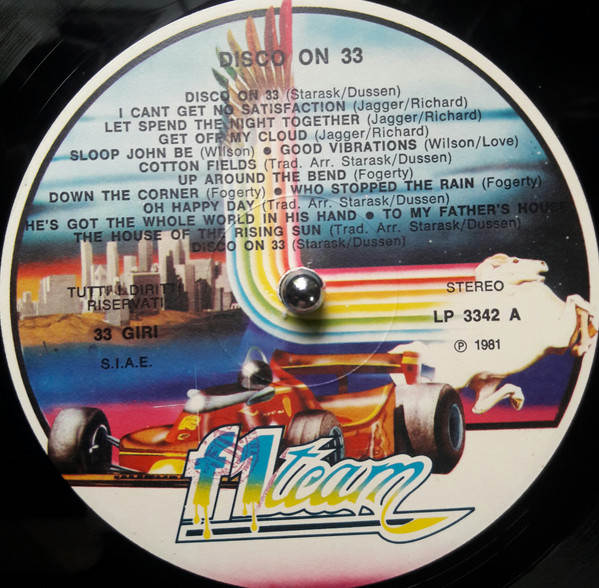 DISCO ON 33
DISCO ON 33 (Starask/Dussen)
I CANT GET NO SATISFACTION (Jagger/Richard)
LET SPEND THE NIGHT TOGETHER (Jagger/Richard)
GET OFF MY CLOUD (Jagger/Richard)
SLOOP JOHN BE (Wilson) • GOOD VIBRATIONS (Wilson/Love)
COTTON FIELDS (Trad. Arr. Starask/Dussen)
UP AROUND THE BEND (Fogerty)
DOWN THE CORNER (Fogerty) • WHO STOPPED THE RAIN (Fogerty)
OH HAPPY DAY (Trad. Arr. Starask/Dussen)
HE'S GOT THE WHOLE WORLD IN HIS HAND • TO MY FATHER'S HOUSE
THE HOUSE OF THE RISING SUN (Trad. Arr. Starask/Dussen)
DISCO ON 33 (Starask/Dussen)
TUTTI I DIRITTI
RISERVATI
33 GIRI
S.I.A.E.
STEREO
LP 3342 A
Ⓟ 1981
f1team